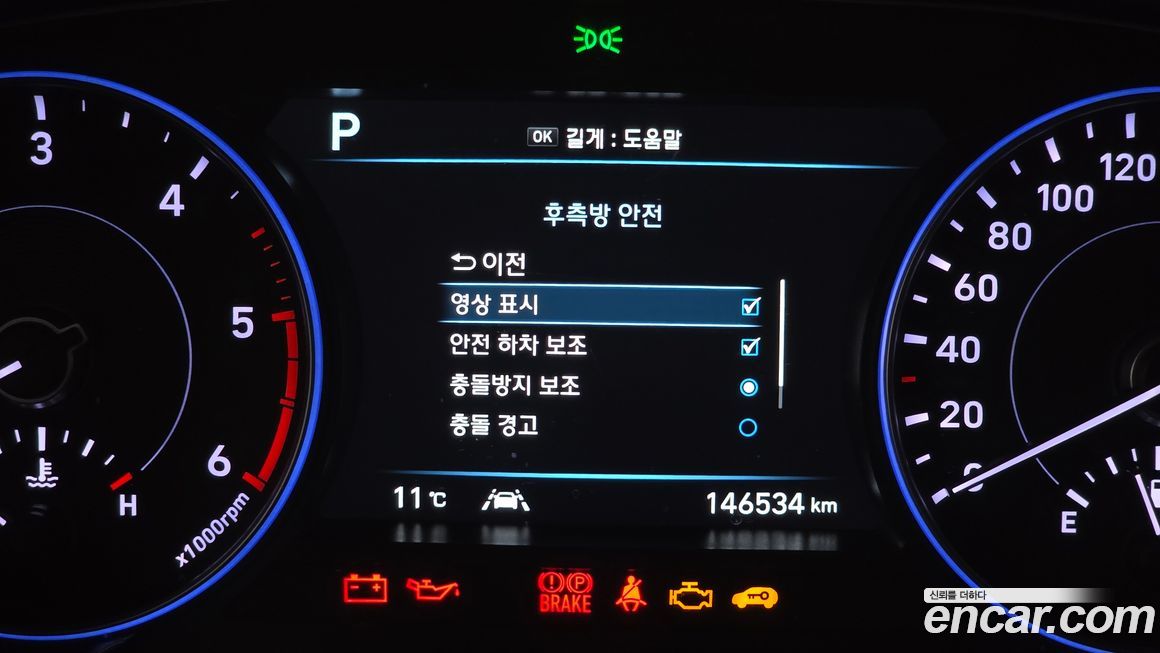 P
OK 길게 : 도움말
후측방 안전
이전
영상 표시
안전 하차 보조
충돌방지 보조
충돌 경고
11 ℃
146534 km
3
4
5
6
x1000rpm
H
120
100
80
60
40
20
0
E
BRAKE
신뢰를 더하다
encar.com